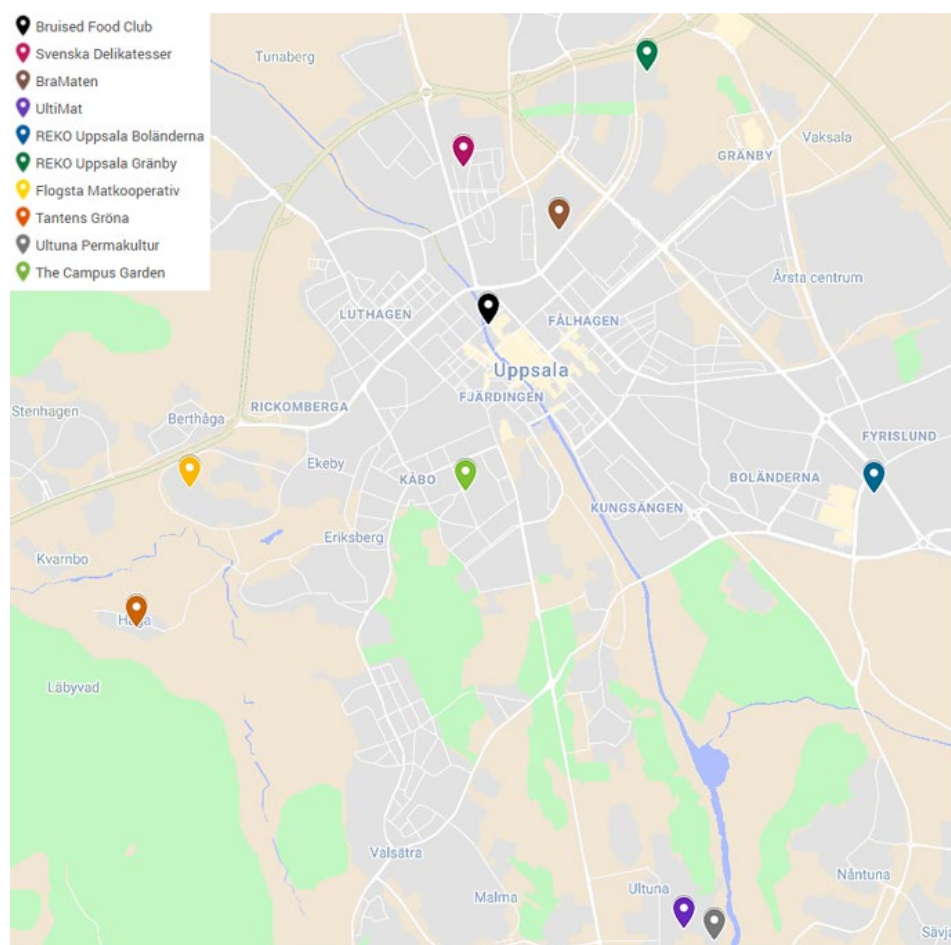 Bruised Food Club
Svenska Delikatesser
BraMaten
UltiMat
REKO Uppsala Boländerna
REKO Uppsala Gränby
Flogsta Matkooperativ
Tantens Gröna
Ultuna Permakultur
The Campus Garden
Tunaberg
Vaksala
GRÄNBY
Årsta centrum
LUTHAGEN
FÅLHAGEN
Uppsala
FJÄRDINGEN
RICKOMBERGA
Stenhagen
Berthåga
FYRISLUND
Ekeby
KÅBO
BOLÄNDERNA
KUNGSÄNGEN
Eriksberg
Kvarnbo
Håga
Läbyvad
Valsätra
Malma
Ultuna
Nåntuna
Sävj